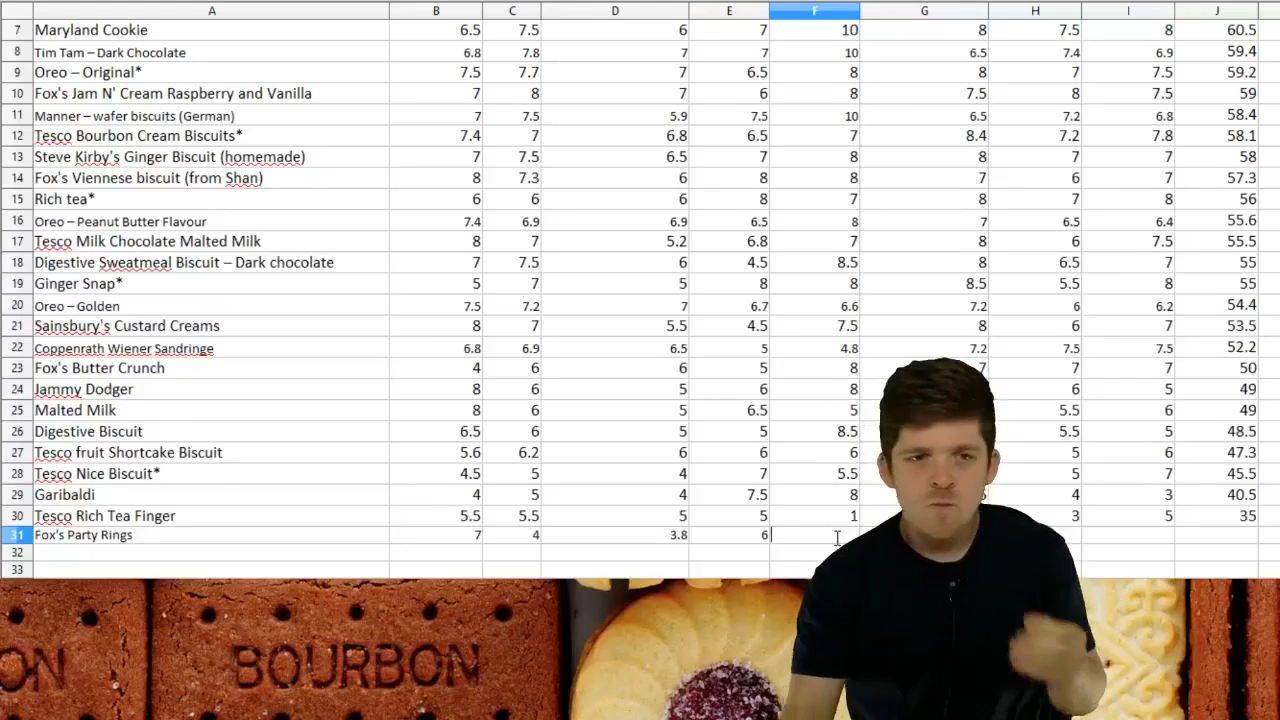 A B C D E F G H I J
7 Maryland Cookie 6.5 7.5 6 7 10 8 7.5 8 60.5
8 Tim Tam – Dark Chocolate 6.8 7.8 7 7 10 6.5 7.4 6.9 59.4
9 Oreo – Original* 7.5 7.7 7 6.5 8 8 7 7.5 59.2
10 Fox's Jam N' Cream Raspberry and Vanilla 7 8 7 6 8 7.5 8 7.5 59
11 Manner – wafer biscuits (German) 7 7.5 5.9 7.5 10 6.5 7.2 6.8 58.4
12 Tesco Bourbon Cream Biscuits* 7.4 7 6.8 6.5 7 8.4 7.2 7.8 58.1
13 Steve Kirby's Ginger Biscuit (homemade) 7 7.5 6.5 7 8 8 7 7 58
14 Fox's Viennese biscuit (from Shan) 8 7.3 6 8 8 7 6 7 57.3
15 Rich tea* 6 6 6 8 7 8 7 8 56
16 Oreo – Peanut Butter Flavour 7.4 6.9 6.9 6.5 8 7 6.5 6.4 55.6
17 Tesco Milk Chocolate Malted Milk 8 7 5.2 6.8 7 8 6 7.5 55.5
18 Digestive Sweatmeal Biscuit – Dark chocolate 7 7.5 6 4.5 8.5 8 6.5 7 55
19 Ginger Snap* 5 7 5 8 8 8.5 5.5 8 55
20 Oreo – Golden 7.5 7.2 7 6.7 6.6 7.2 6 6.2 54.4
21 Sainsbury's Custard Creams 8 7 5.5 4.5 7.5 8 6 7 53.5
22 Coppenrath Wiener Sandringe 6.8 6.9 6.5 5 4.8 7.2 7.5 7.5 52.2
23 Fox's Butter Crunch 4 6 6 5 8 7 7 7 50
24 Jammy Dodger 8 6 5 6 8 6 5 49
25 Malted Milk 8 6 5 6.5 5 5.5 6 49
26 Digestive Biscuit 6.5 6 5 5 8.5 5.5 5 48.5
27 Tesco fruit Shortcake Biscuit 5.6 6.2 6 6 6 5 6 47.3
28 Tesco Nice Biscuit* 4.5 5 4 7 5.5 5 7 45.5
29 Garibaldi 4 5 4 7.5 8 4 3 40.5
30 Tesco Rich Tea Finger 5.5 5.5 5 5 1 3 5 35
31 Fox's Party Rings 7 4 3.8 6
32
33
ON BOURBON